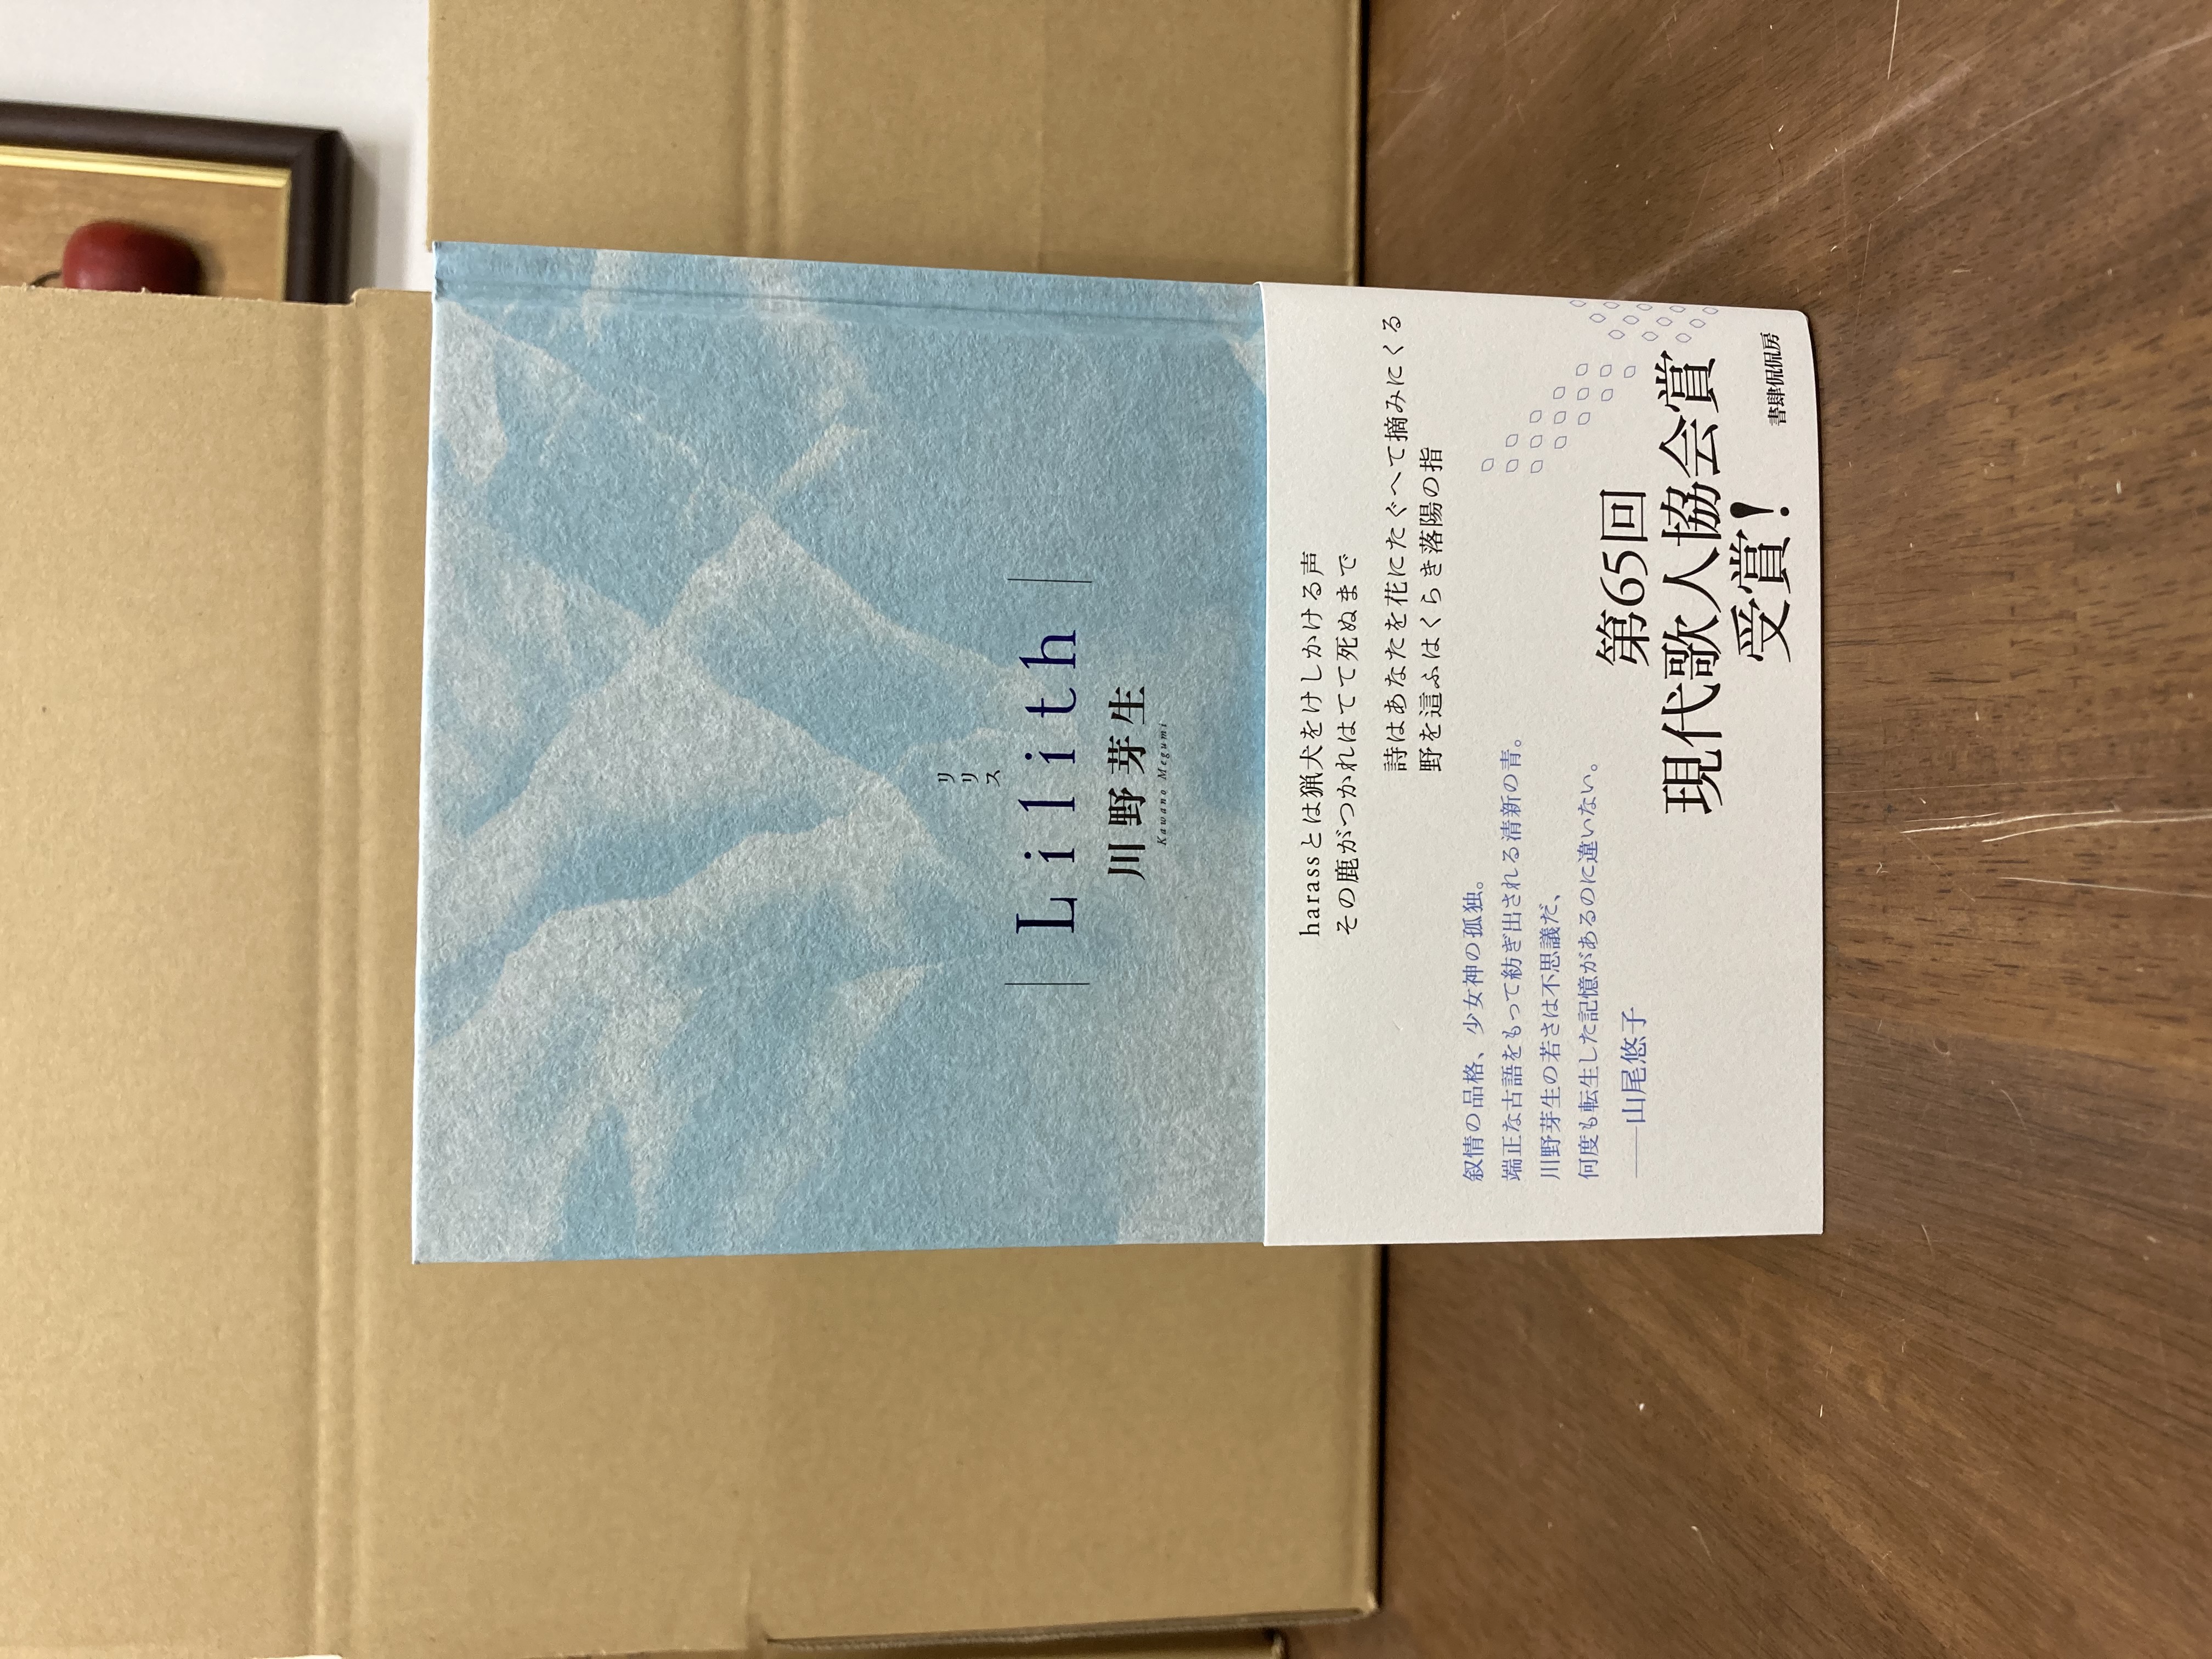 リリス
Lilith
川野芽生
Kawano Megumi
harassとは猟犬をけしかける声
その鹿がつかれはてて死ぬまで
詩はあなたを花にたぐへて摘みにくる
野を這ふはくらき落陽の指
叙情の品格、少女神の孤独。
端正な古語をもって紡ぎ出される清新の青。
川野芽生の若さは不思議だ、
何度も転生した記憶があるのに違いない。
──山尾悠子
第65回
現代歌人協会賞
受賞!
書肆侃侃房